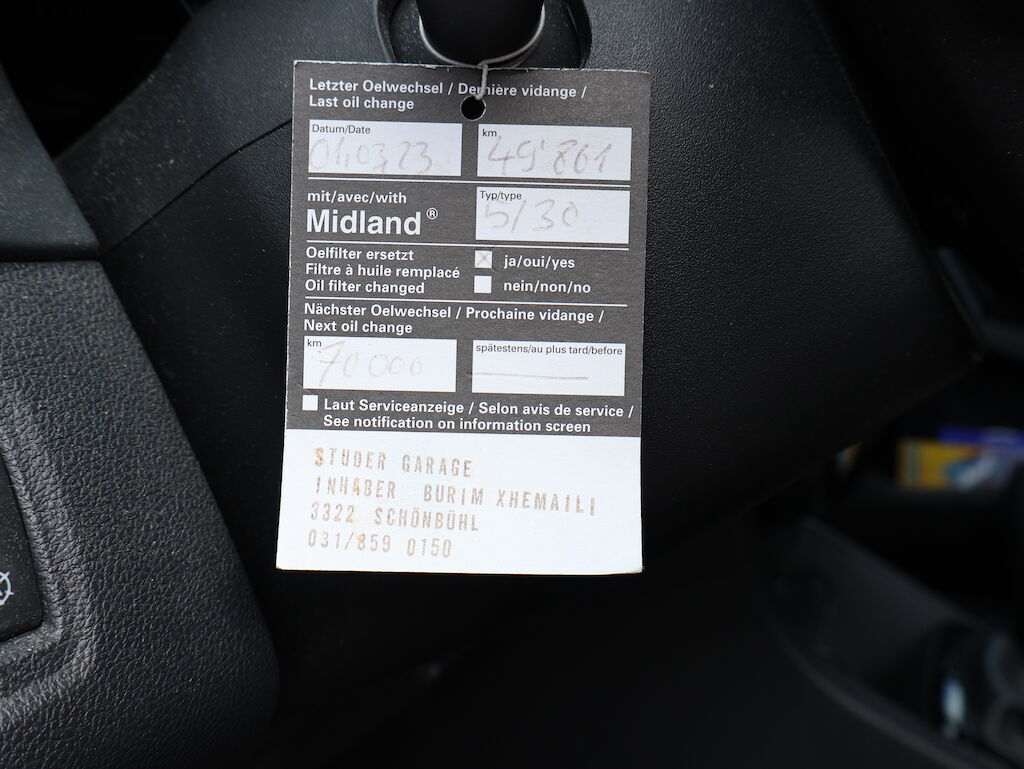 Letzter Oelwechsel / Dernière vidange /
Last oil change
Datum/Date
01.03.23
km
49'861
mit/avec/with
Midland®
Typ/type
5/30
Oelfilter ersetzt
Filtre à huile remplacé
Oil filter changed
ja/oui/yes
nein/non/no
Nächster Oelwechsel / Prochaine vidange /
Next oil change
km
70 000
spätestens/au plus tard/before
Laut Serviceanzeige / Selon avis de service /
See notification on information screen
STUDER GARAGE
INHABER BURIM XHEMAILI
3322 SCHÖNBÜHL
031/859 0150